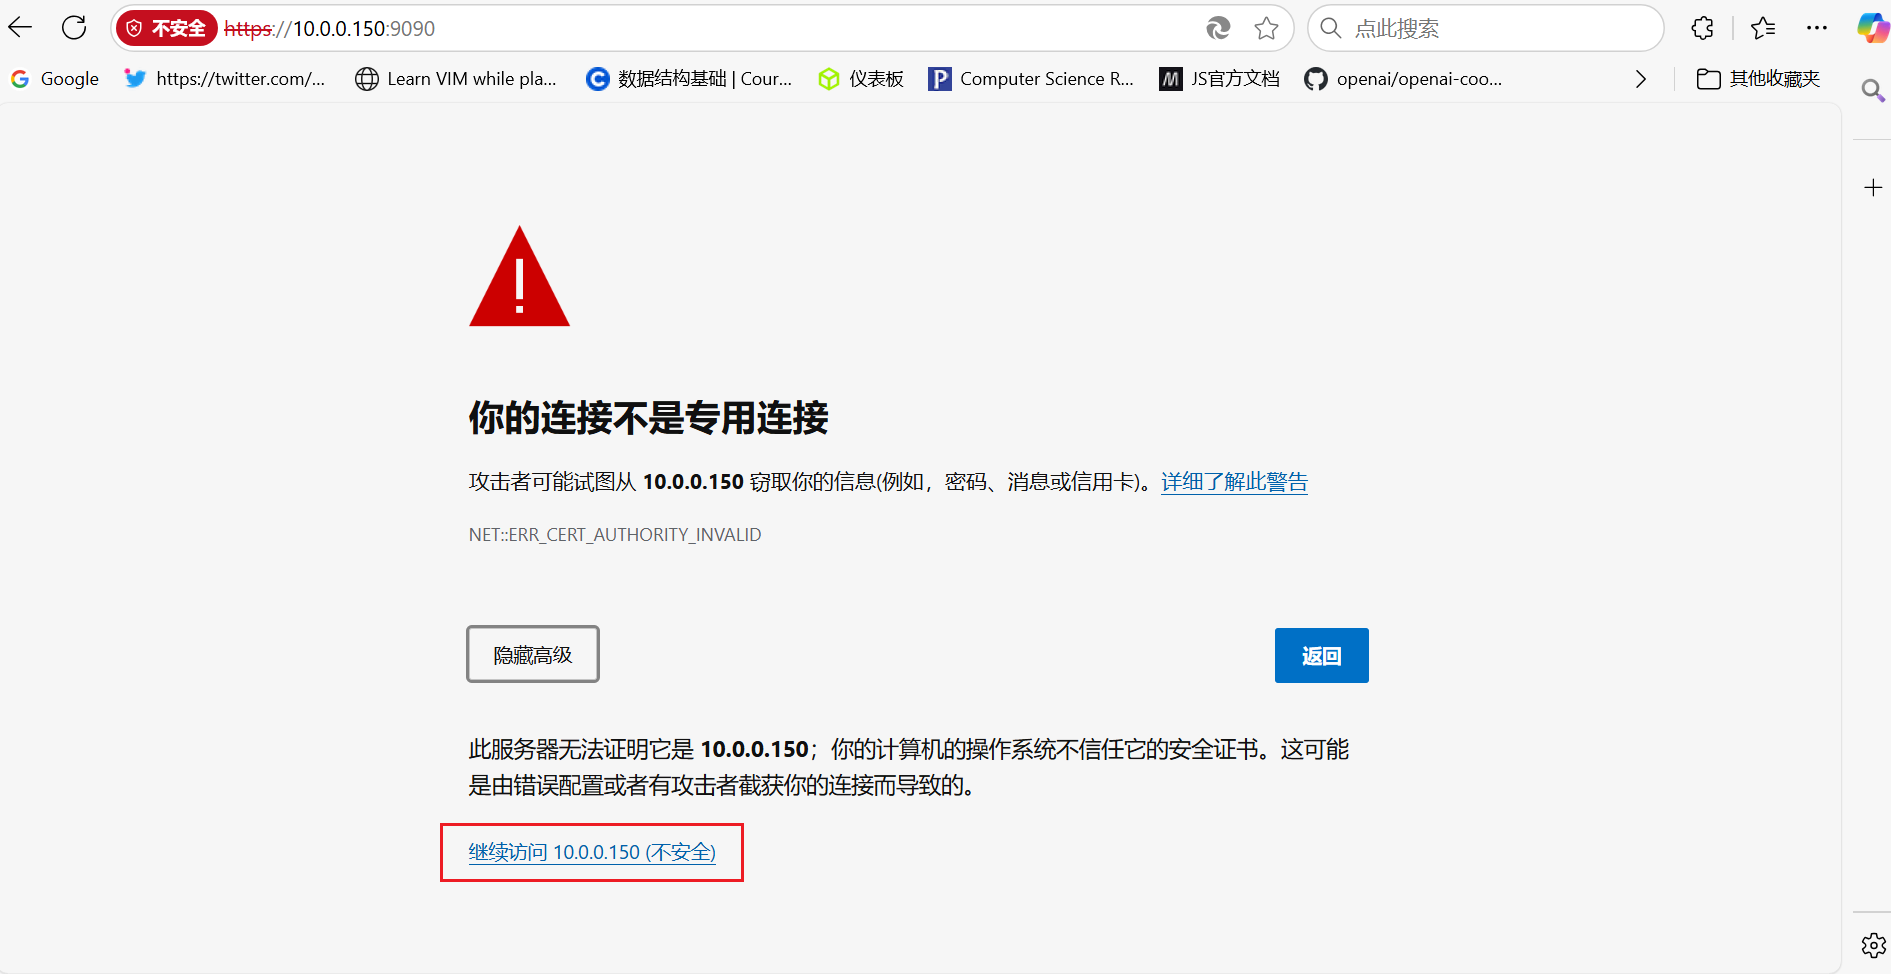 不安全 https://10.0.0.150:9090 点此搜索
Google https://twitter.com/... Learn VIM while pla... 数据结构基础 | Cour... 仪表板 Computer Science R... JS官方文档 openai/openai-coo... 其他收藏夹
你的连接不是专用连接
攻击者可能试图从 10.0.0.150 窃取你的信息(例如，密码、消息或信用卡)。详细了解此警告
NET::ERR_CERT_AUTHORITY_INVALID
隐藏高级 返回
此服务器无法证明它是 10.0.0.150；你的计算机的操作系统不信任它的安全证书。这可能
是由错误配置或者有攻击者截获你的连接而导致的。
继续访问 10.0.0.150 (不安全)